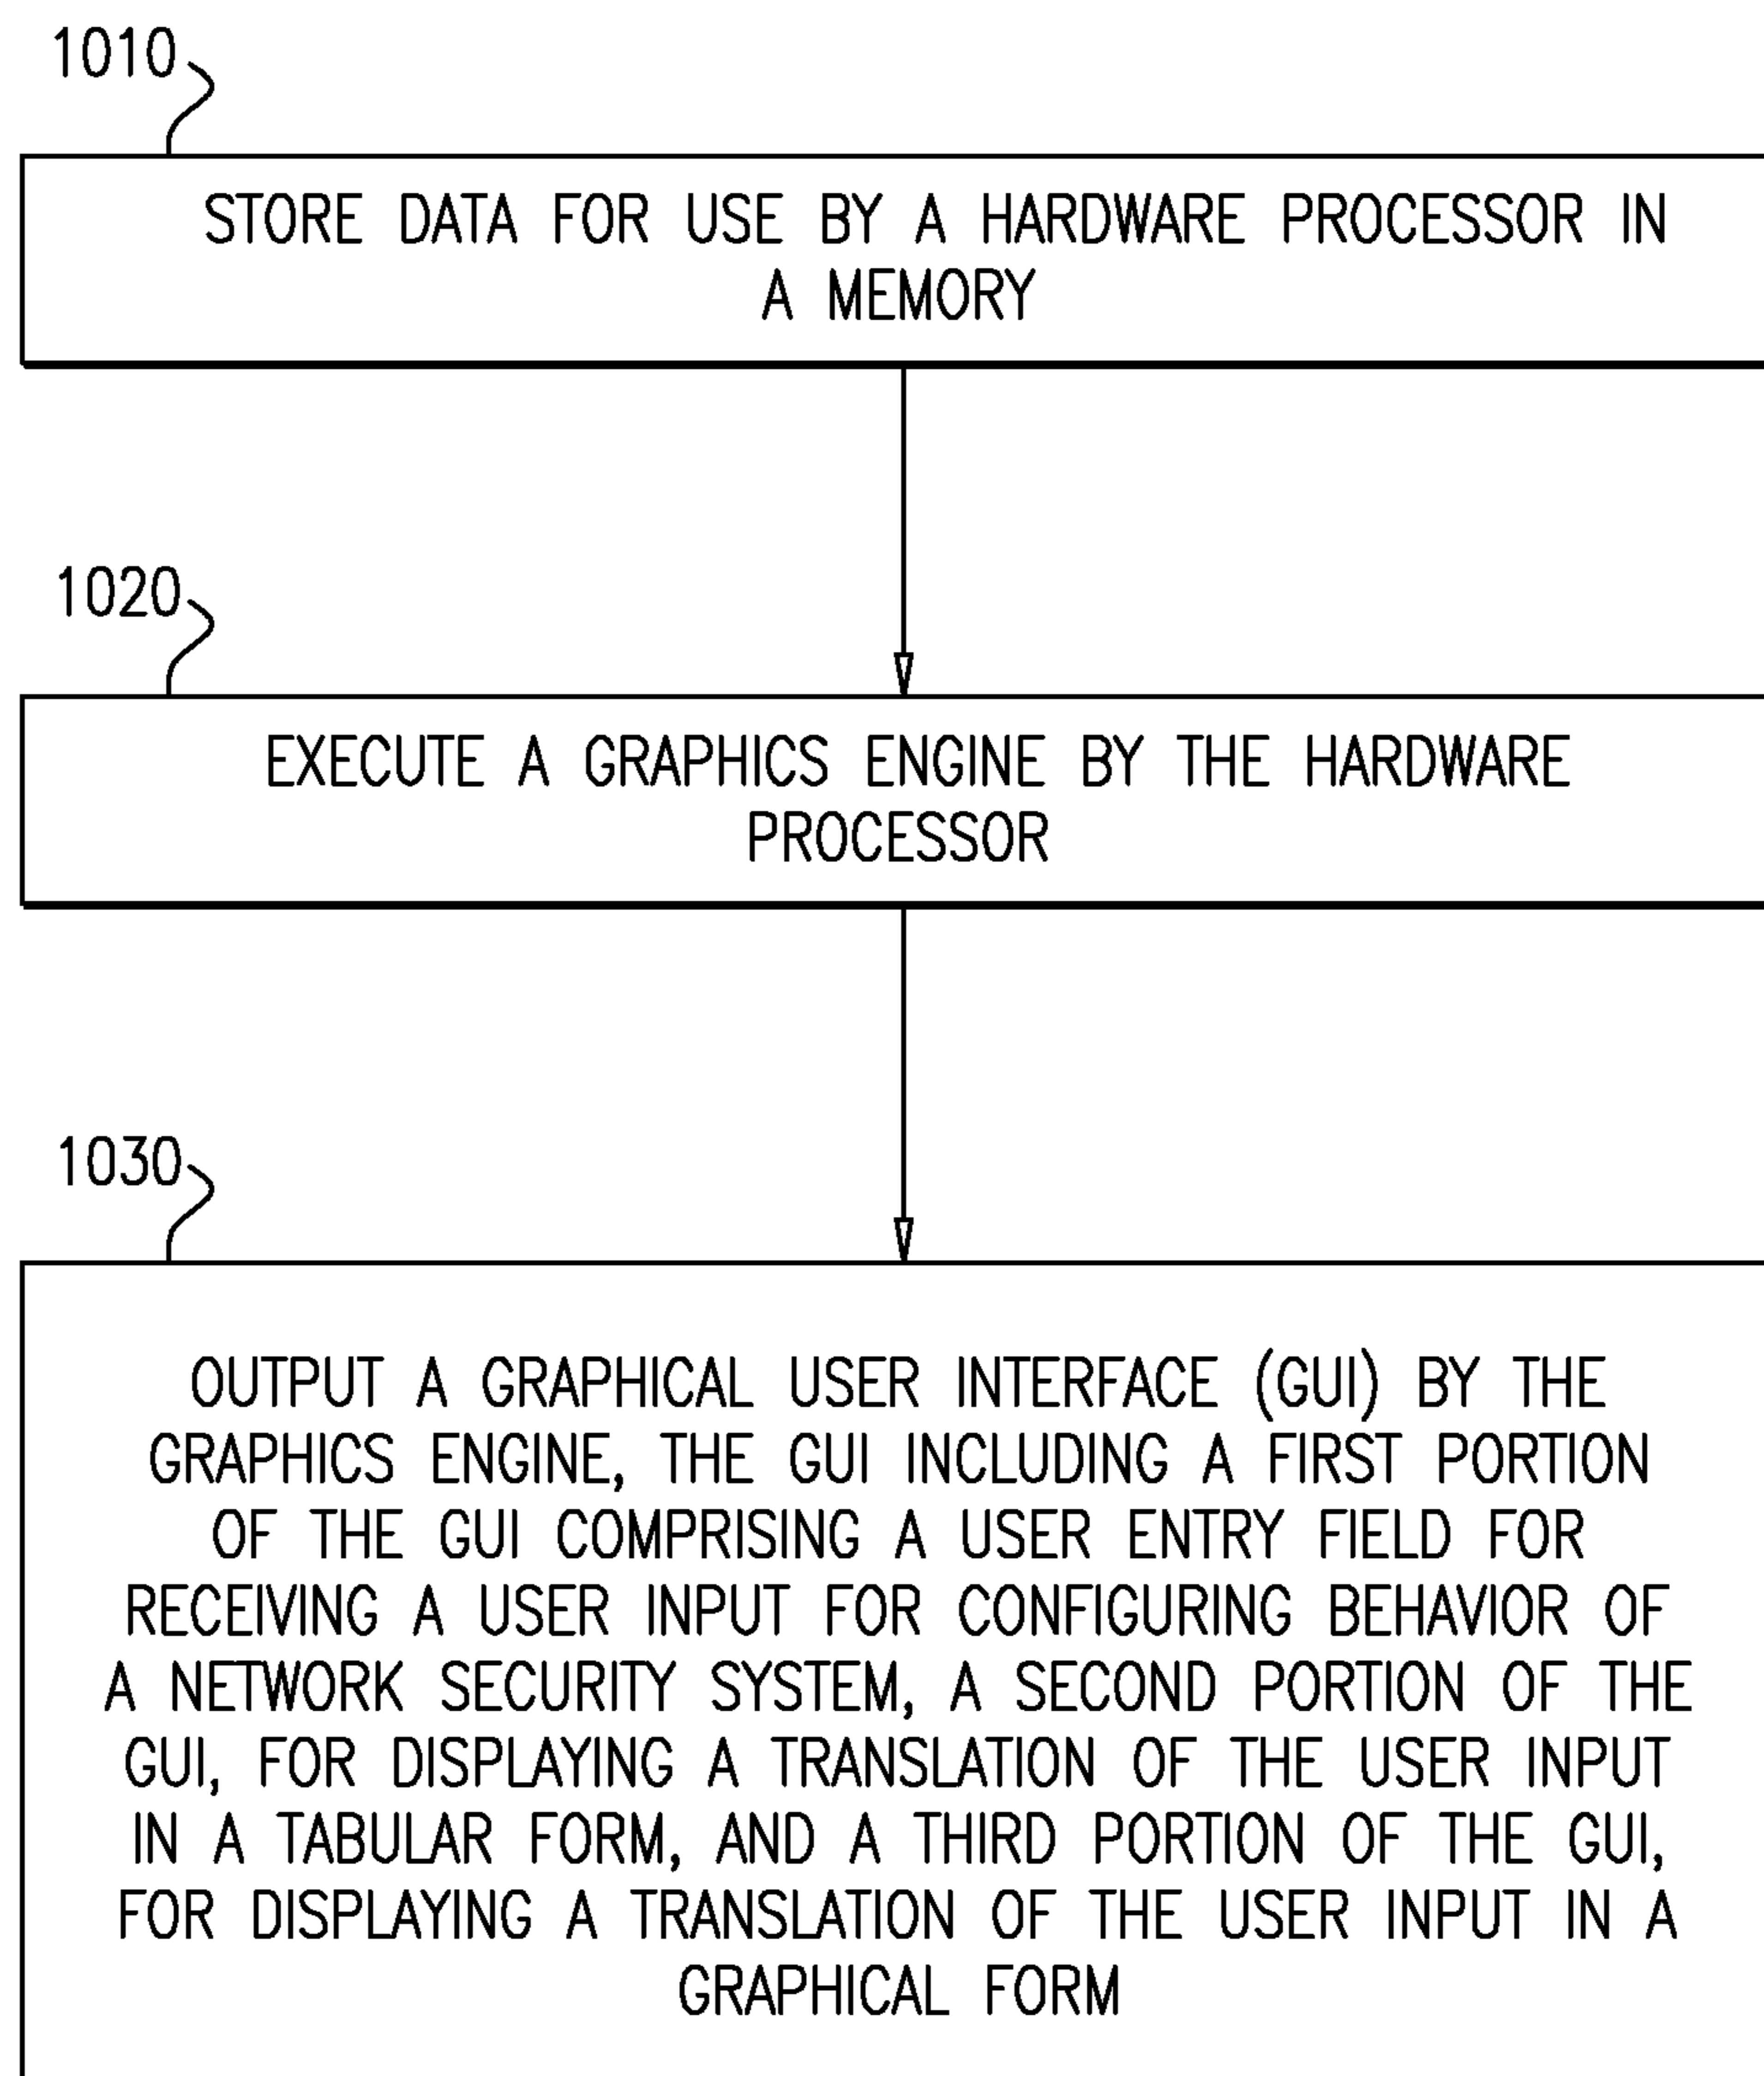 1010
STORE DATA FOR USE BY A HARDWARE PROCESSOR IN
A MEMORY
1020
EXECUTE A GRAPHICS ENGINE BY THE HARDWARE
PROCESSOR
1030
OUTPUT A GRAPHICAL USER INTERFACE (GUI) BY THE
GRAPHICS ENGINE, THE GUI INCLUDING A FIRST PORTION
OF THE GUI COMPRISING A USER ENTRY FIELD FOR
RECEIVING A USER INPUT FOR CONFIGURING BEHAVIOR OF
A NETWORK SECURITY SYSTEM, A SECOND PORTION OF THE
GUI, FOR DISPLAYING A TRANSLATION OF THE USER INPUT
IN A TABULAR FORM, AND A THIRD PORTION OF THE GUI,
FOR DISPLAYING A TRANSLATION OF THE USER INPUT IN A
GRAPHICAL FORM